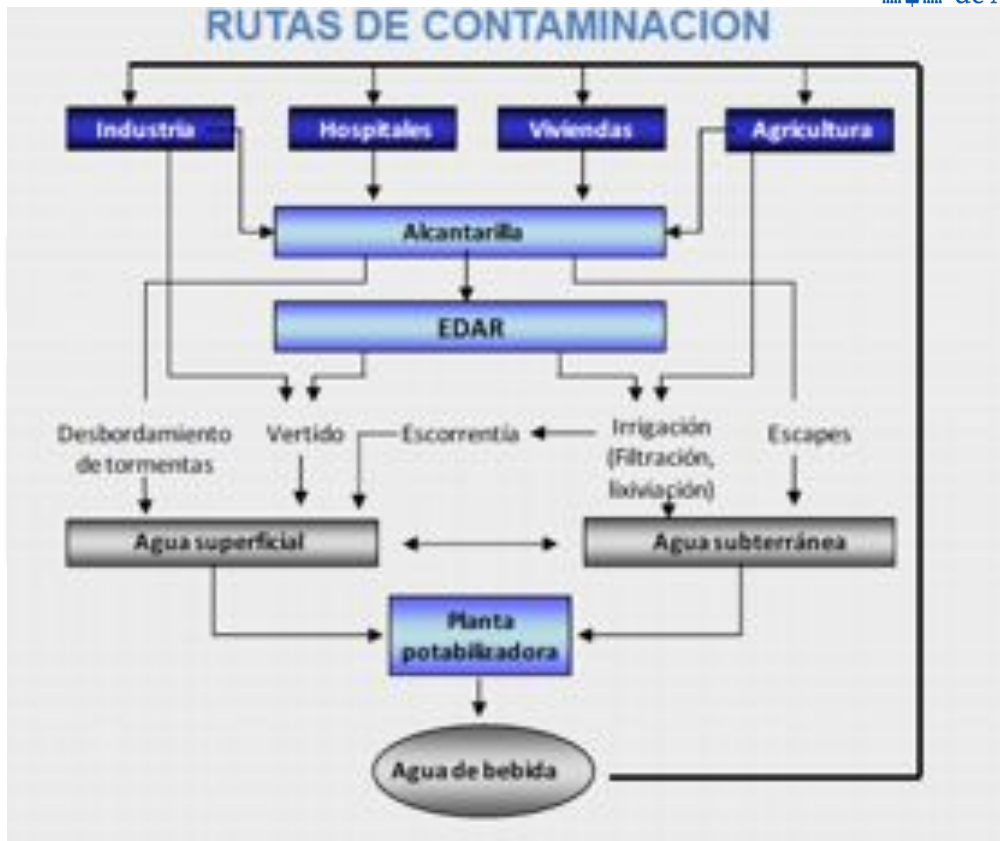 RUTAS DE CONTAMINACION
Industria
Hospitales
Viviendas
Agricultura
Alcantarilla
EDAR
Desbordamiento
de tormentas
Vertido
Escorrentía
Irrigación
(Filtración,
lixiviación)
Escapes
Agua superficial
Agua subterránea
Planta
potabilizadora
Agua de bebida